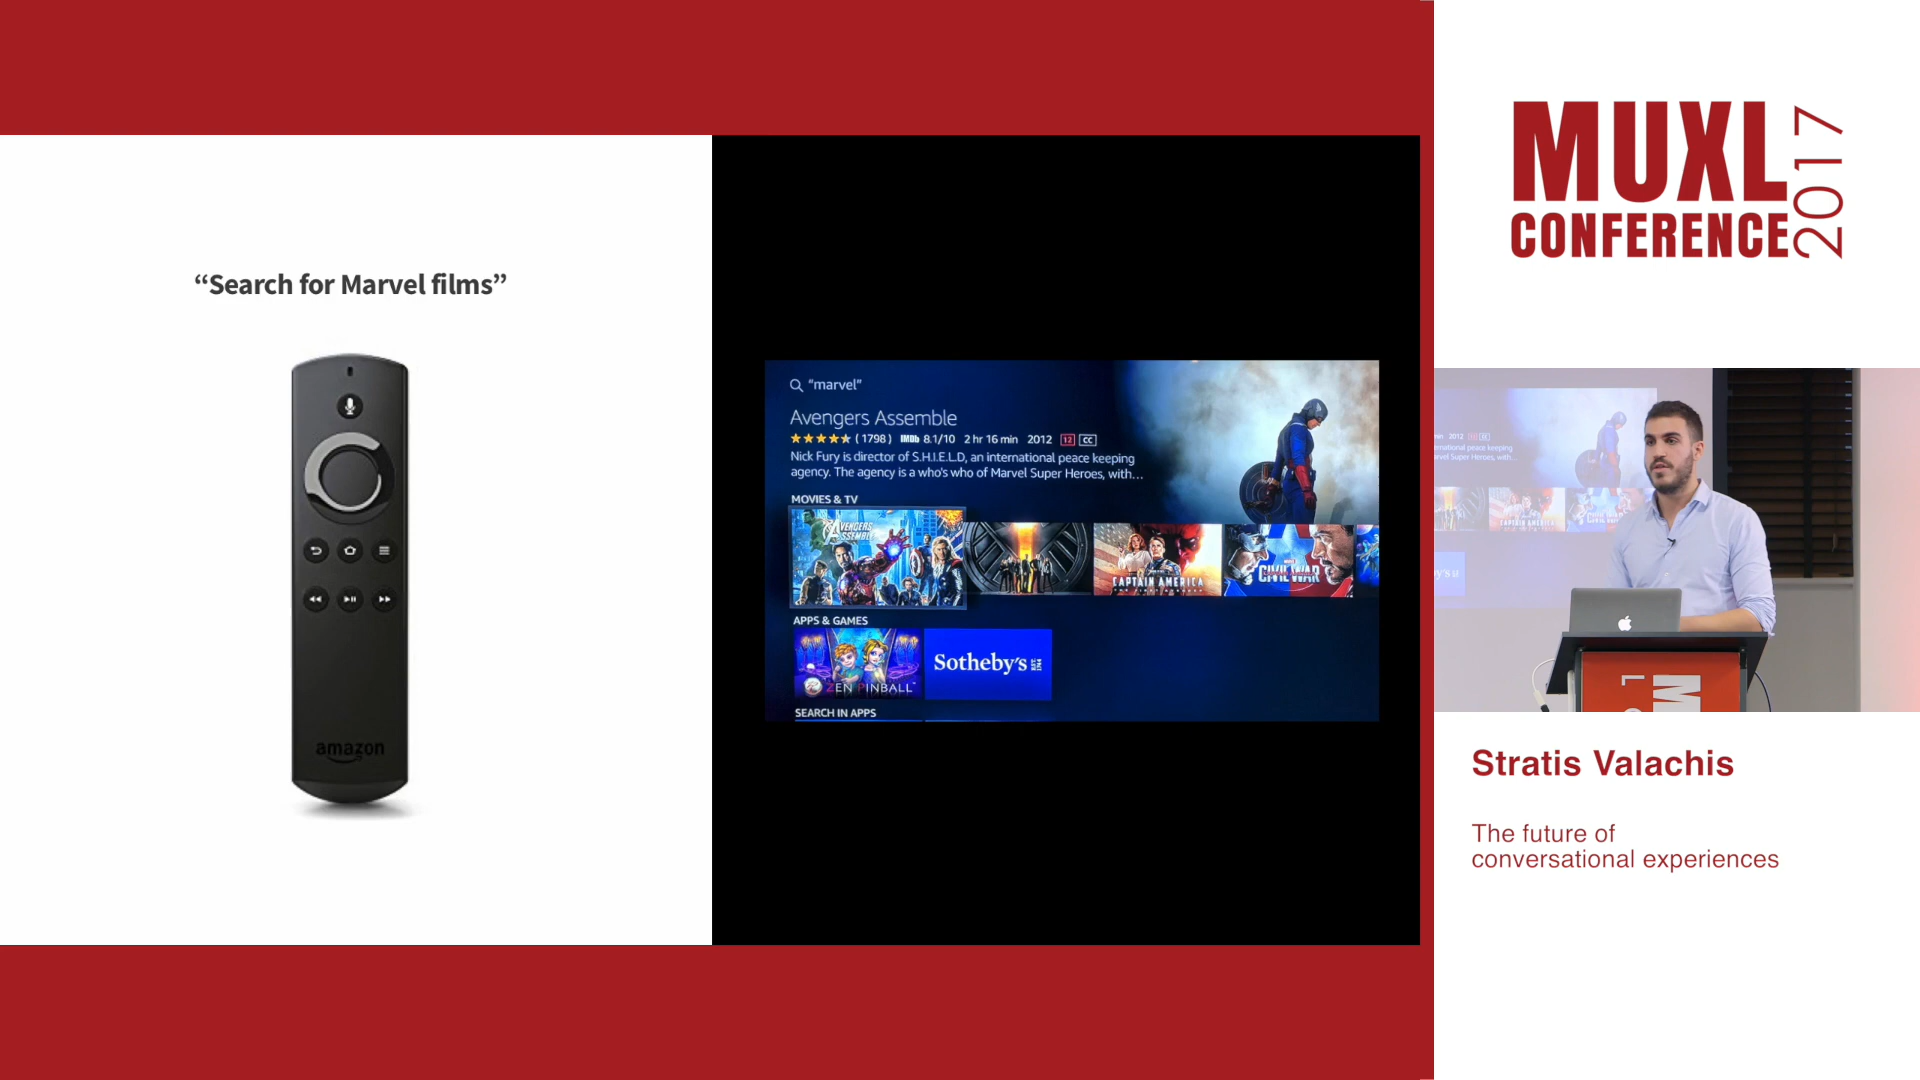 “Search for Marvel films”
amazon
"marvel"
Avengers Assemble
(1798) IMDb 8.1/10 2 hr 16 min 2012 12 CC
Nick Fury is director of S.H.I.E.L.D, an international peace keeping
agency. The agency is a who's who of Marvel Super Heroes, with...
MOVIES & TV
AVENGERS
ASSEMBLE
CAPTAIN AMERICA
CIVIL WAR
APPS & GAMES
ZEN PINBALL
Sotheby's
SEARCH IN APPS
MUXL
CONFERENCE
2017
Stratis Valachis
The future of
conversational experiences